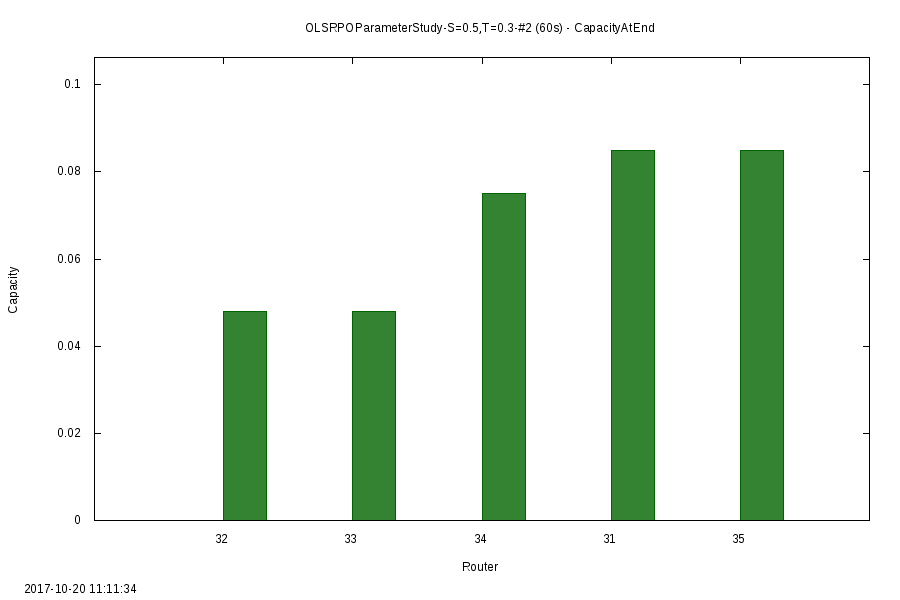 OLSRPOParameterStudy-S=0.5,T=0.3-#2 (60s) - CapacityAtEnd
0.1
0.08
0.06
0.04
0.02
0
Capacity
32 33 34 31 35
Router
2017-10-20 11:11:34